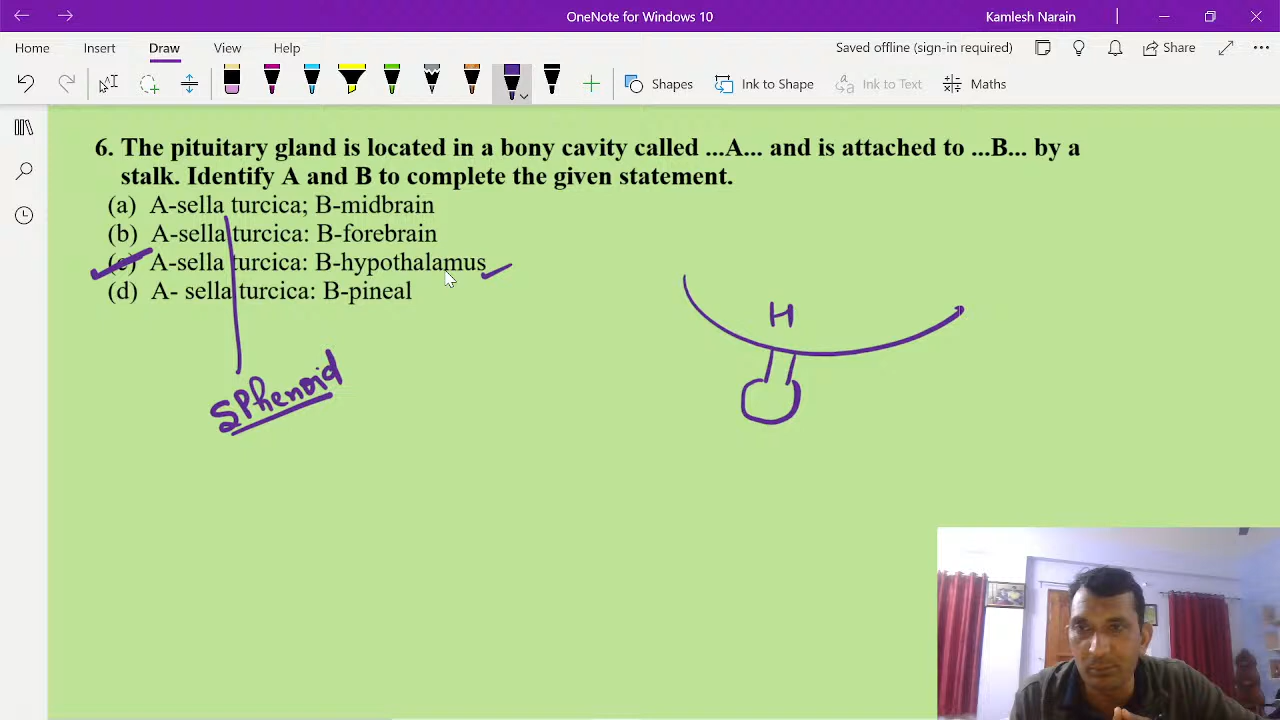 OneNote for Windows 10
Kamlesh Narain
Home Insert Draw View Help
Saved offline (sign-in required)
Share
Shapes
Ink to Shape
Ink to Text
Maths
6. The pituitary gland is located in a bony cavity called ...A... and is attached to ...B... by a
stalk. Identify A and B to complete the given statement.
(a) A-sella turcica; B-midbrain
(b) A-sella turcica: B-forebrain
(c) A-sella turcica: B-hypothalamus
(d) A- sella turcica: B-pineal
H
SPhenoid